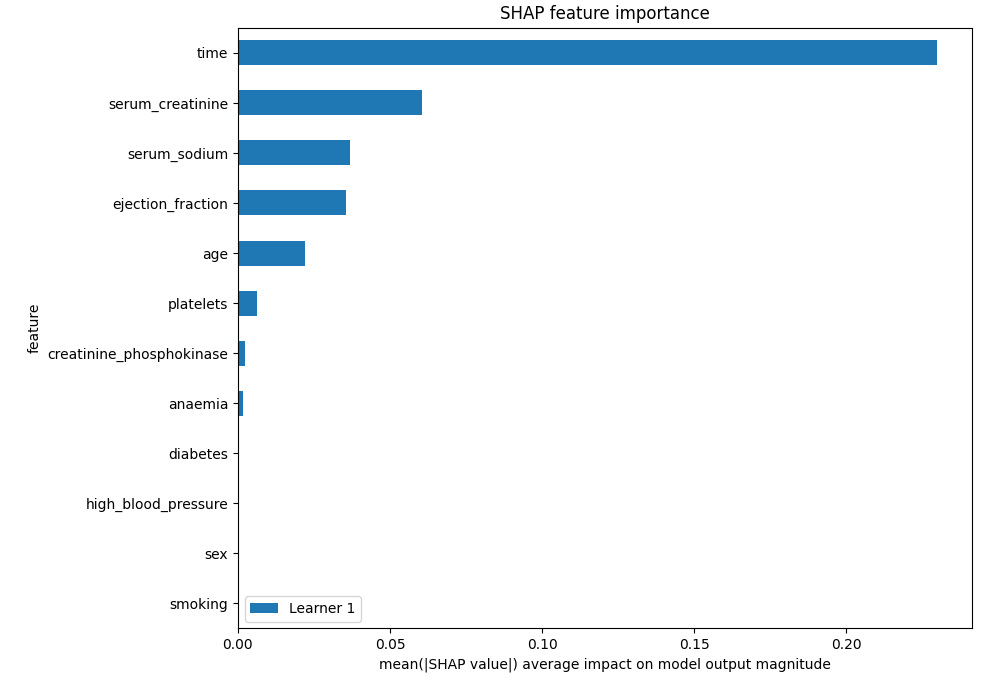 SHAP feature importance
time
serum_creatinine
serum_sodium
ejection_fraction
age
platelets
creatinine_phosphokinase
anaemia
diabetes
high_blood_pressure
sex
smoking
feature
Learner 1
0.00 0.05 0.10 0.15 0.20
mean(|SHAP value|) average impact on model output magnitude